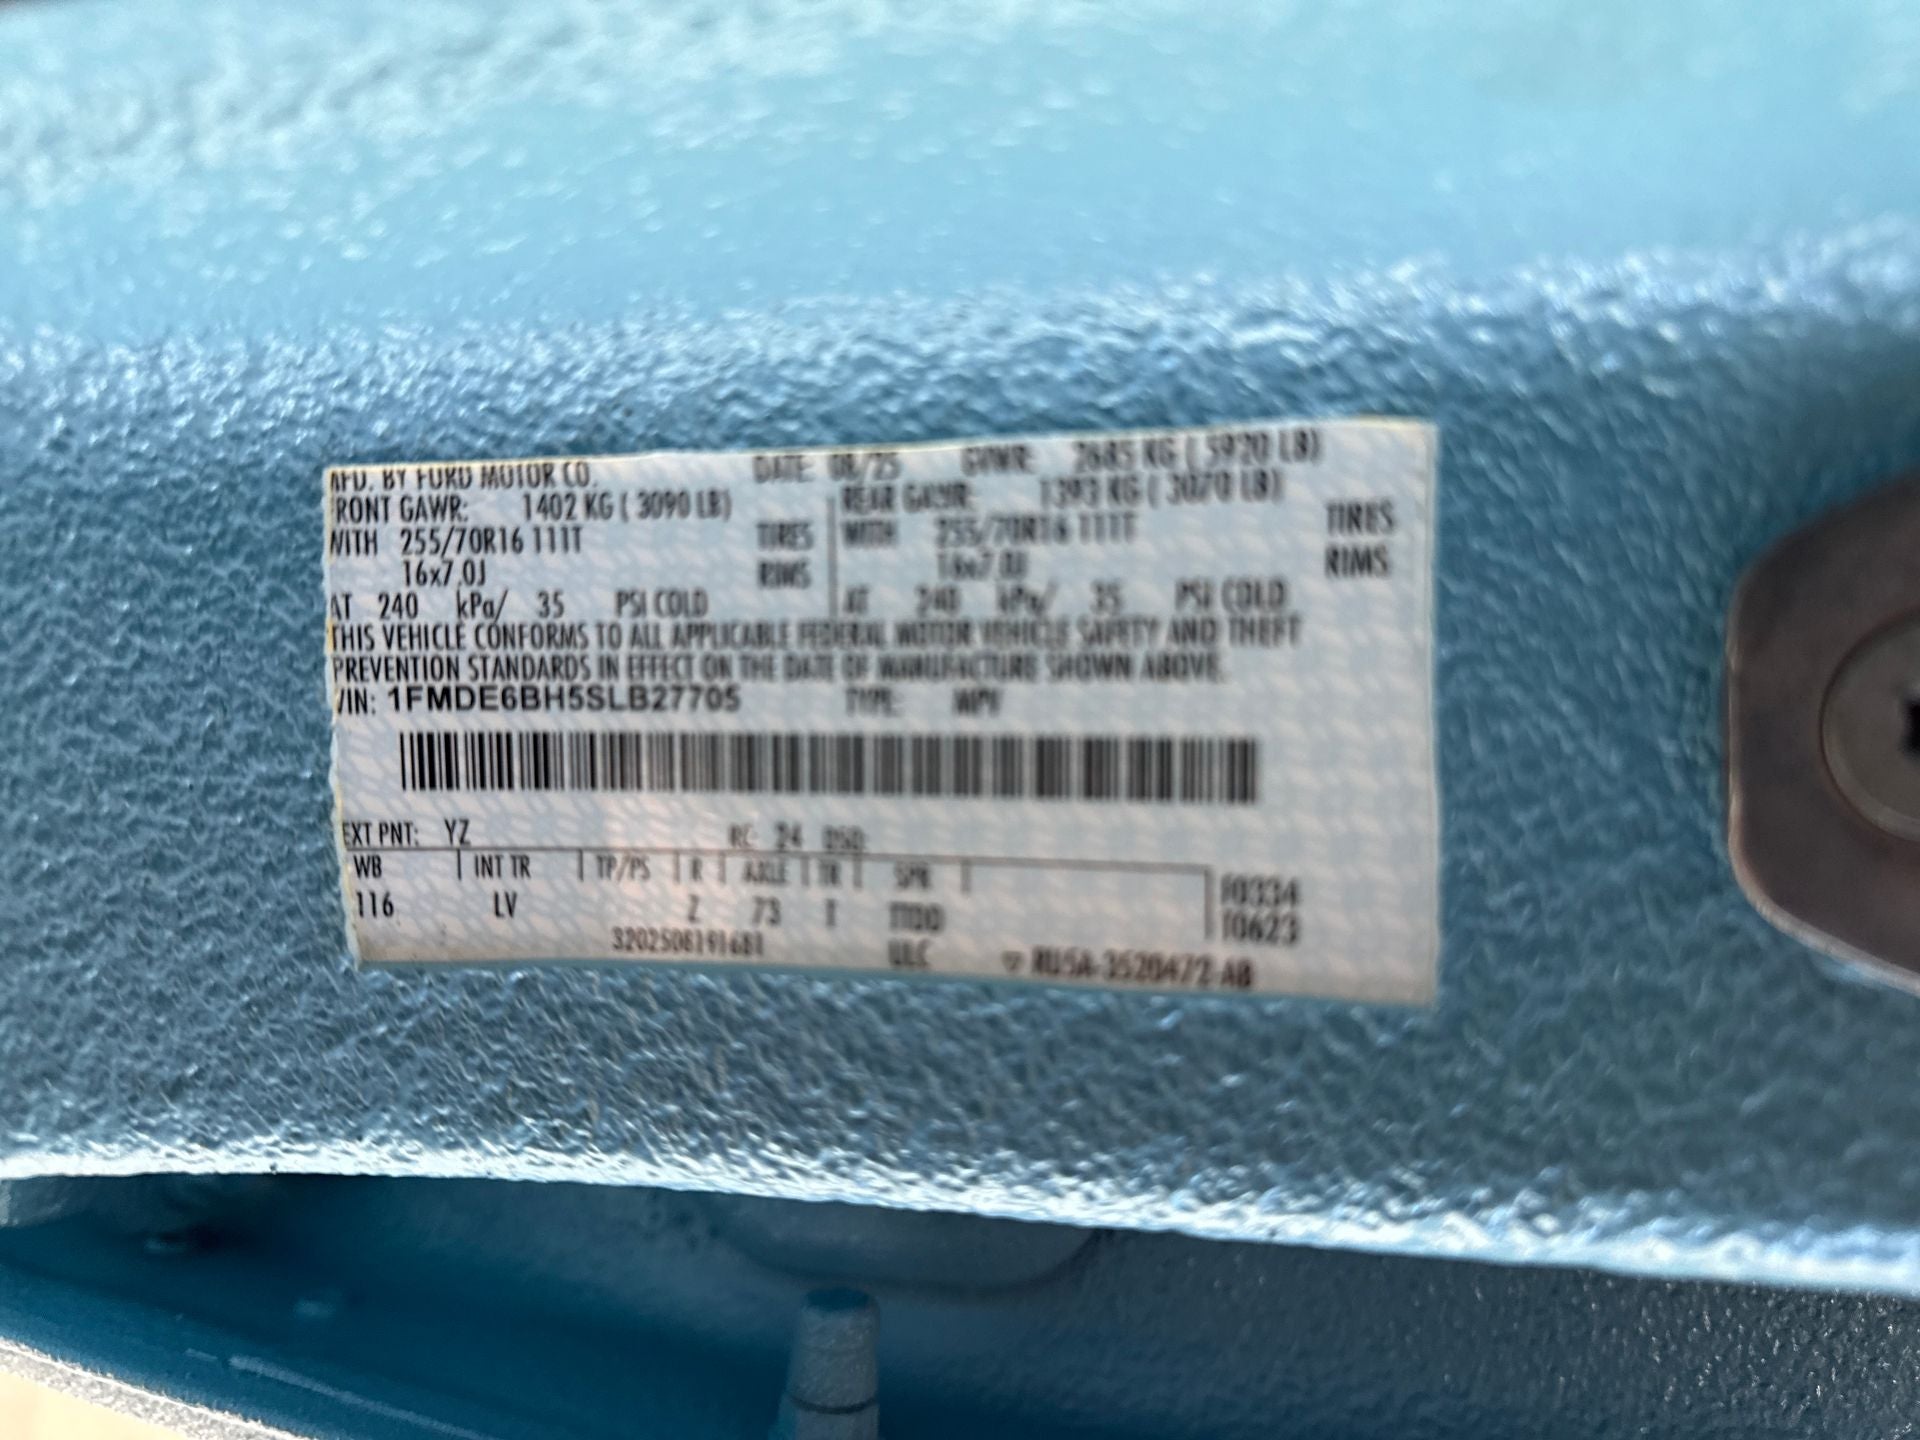 MFD. BY FORD MOTOR CO. DATE: 08/25 GVWR: 2685 KG ( 5920 LB)
FRONT GAWR: 1402 KG ( 3090 LB) REAR GAWR: 1393 KG ( 3070 LB)
WITH 255/70R16 111T TIRES WITH 255/70R16 111T TIRES
16x7.0J RIMS 16x7.0J RIMS
AT 240 kPa/ 35 PSI COLD AT 240 kPa/ 35 PSI COLD
THIS VEHICLE CONFORMS TO ALL APPLICABLE FEDERAL MOTOR VEHICLE SAFETY AND THEFT
PREVENTION STANDARDS IN EFFECT ON THE DATE OF MANUFACTURE SHOWN ABOVE.
VIN: 1FMDE6BH5SLB27705 TYPE: MPV
EXT PNT: YZ RC: 24 DSO:
WB INT TR TP/PS R AXLE TR SPR F0334
116 LV Z 73 T T0623
3202508191681 ULC RU5A-3520472-AB